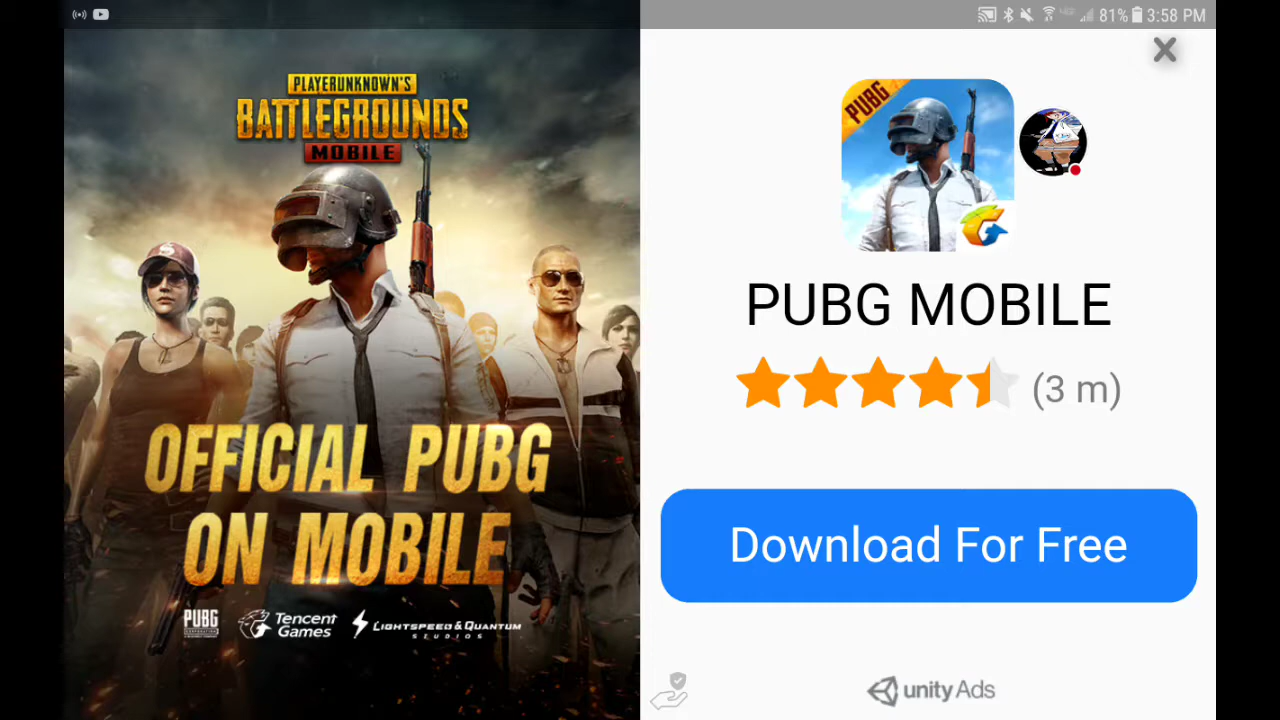 81% 3:58 PM
PLAYERUNKNOWN'S
BATTLEGROUNDS
MOBILE
OFFICIAL PUBG
ON MOBILE
PUBG
Tencent
Games
LIGHTSPEED & QUANTUM
STUDIOS
PUBG
PUBG MOBILE
(3 m)
Download For Free
unity Ads